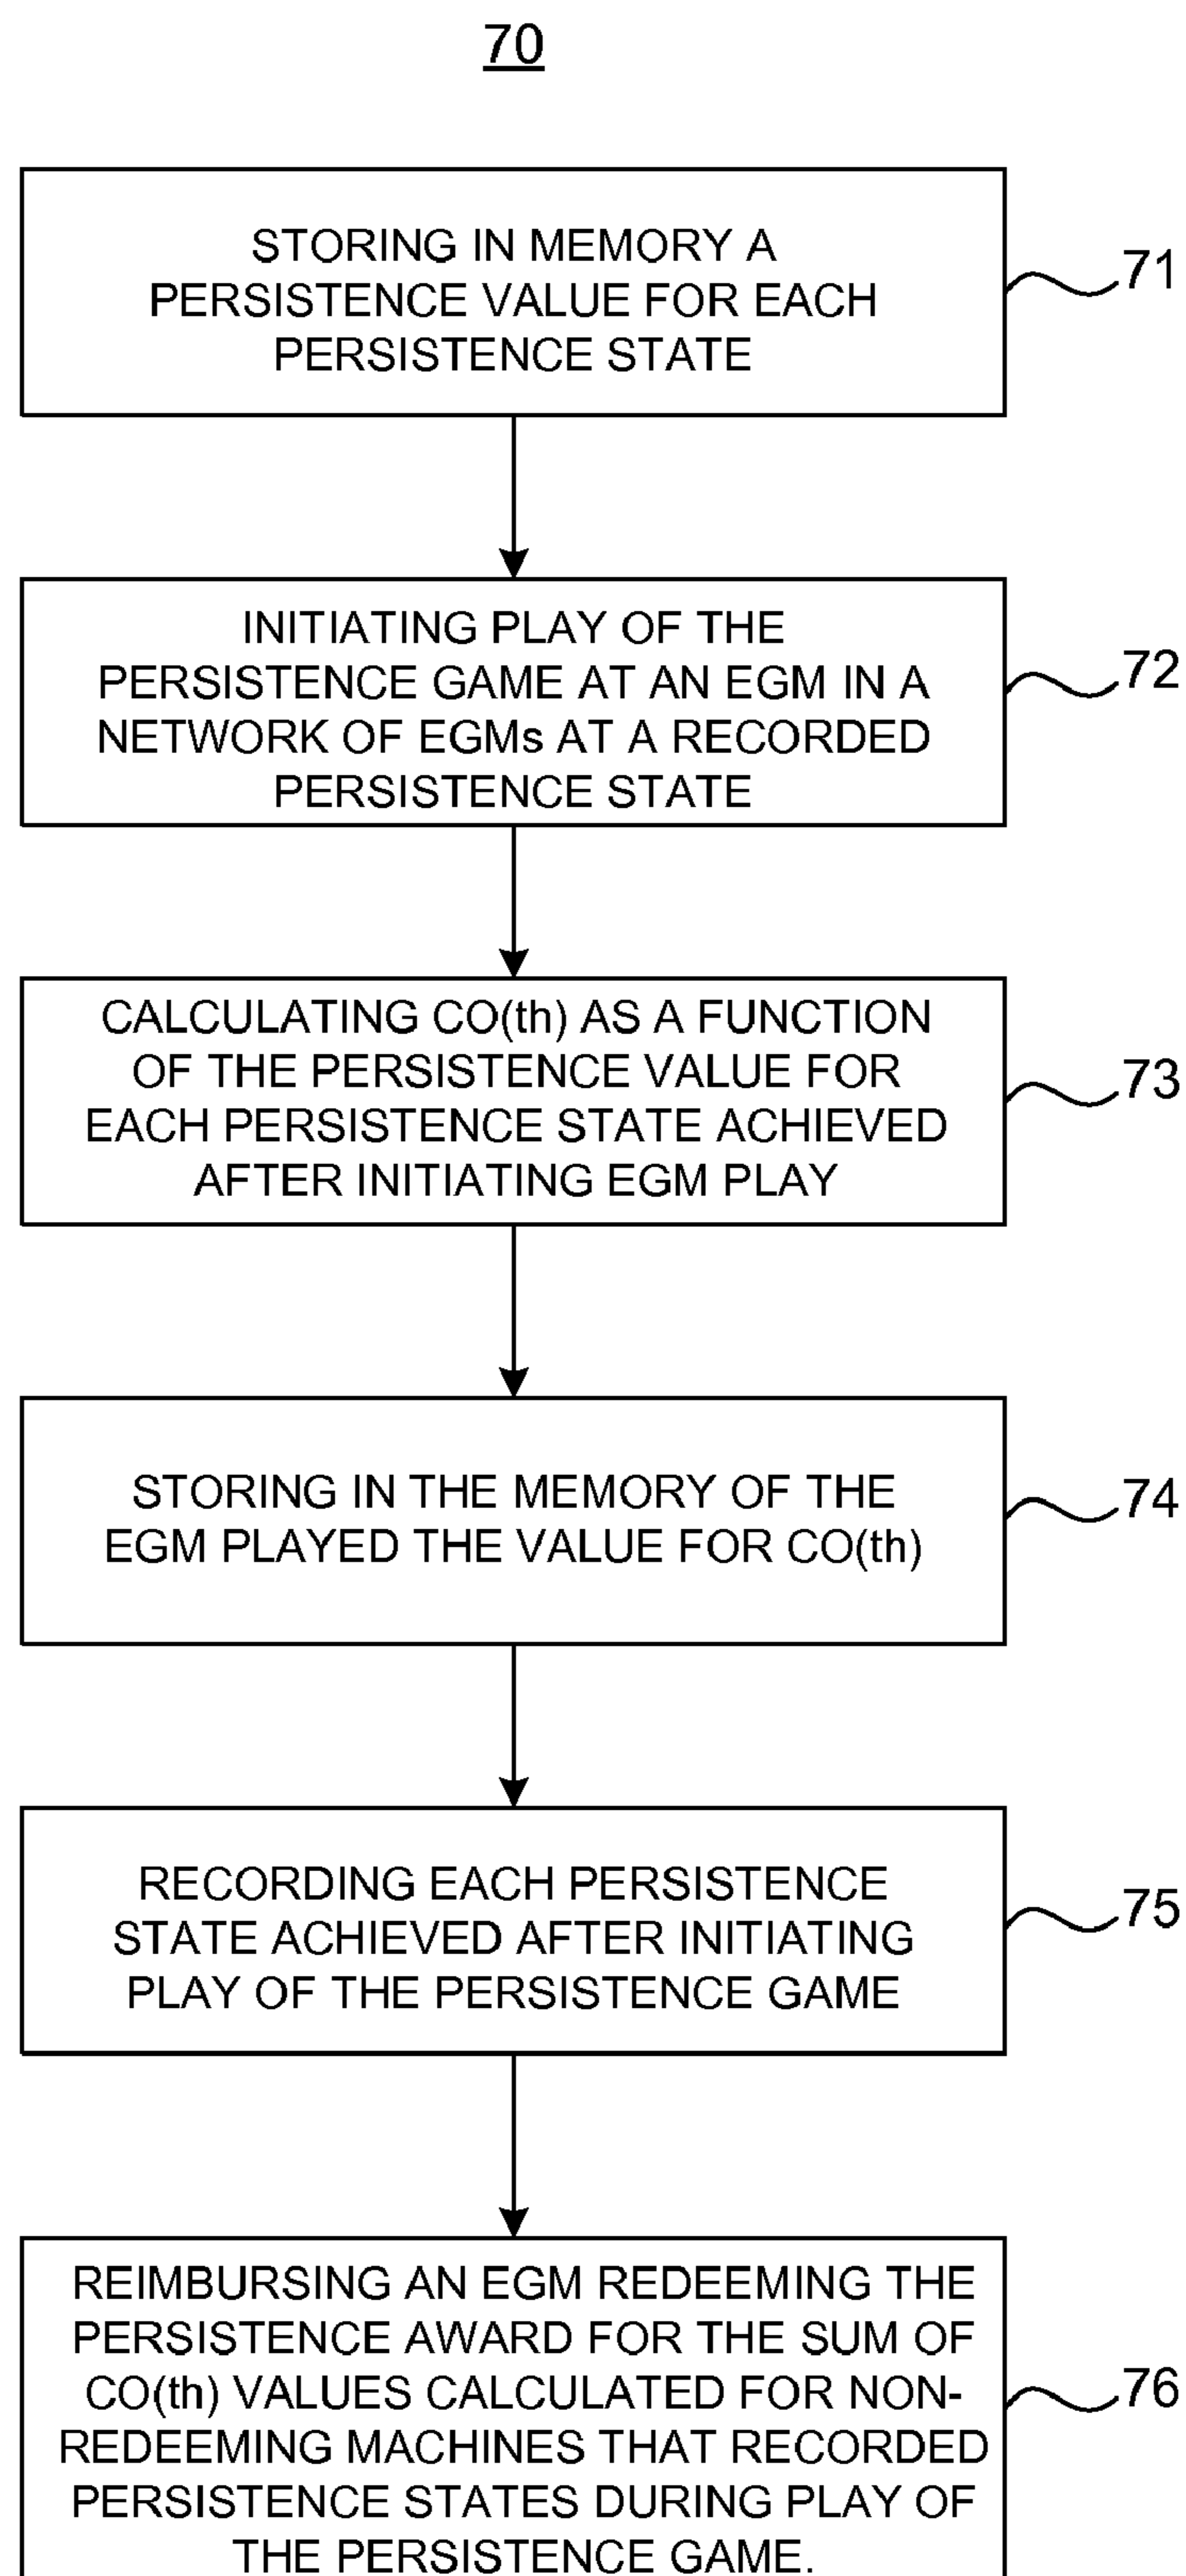 70
STORING IN MEMORY A
PERSISTENCE VALUE FOR EACH
PERSISTENCE STATE
71
INITIATING PLAY OF THE
PERSISTENCE GAME AT AN EGM IN A
NETWORK OF EGMs AT A RECORDED
PERSISTENCE STATE
72
CALCULATING CO(th) AS A FUNCTION
OF THE PERSISTENCE VALUE FOR
EACH PERSISTENCE STATE ACHIEVED
AFTER INITIATING EGM PLAY
73
STORING IN THE MEMORY OF THE
EGM PLAYED THE VALUE FOR CO(th)
74
RECORDING EACH PERSISTENCE
STATE ACHIEVED AFTER INITIATING
PLAY OF THE PERSISTENCE GAME
75
REIMBURSING AN EGM REDEEMING THE
PERSISTENCE AWARD FOR THE SUM OF
CO(th) VALUES CALCULATED FOR NON-
REDEEMING MACHINES THAT RECORDED
PERSISTENCE STATES DURING PLAY OF
THE PERSISTENCE GAME.
76